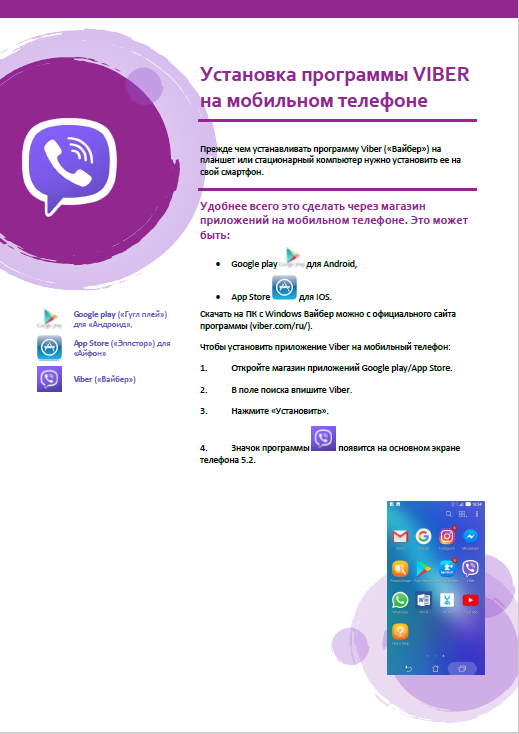 Установка программы VIBER
на мобильном телефоне
Прежде чем устанавливать программу Viber («Вайбер») на
планшет или стационарный компьютер нужно установить ее на
свой смартфон.
Удобнее всего это сделать через магазин
приложений на мобильном телефоне. Это может
быть:
• Google play для Android,
• App Store для IOS.
Google play («Гугл плей»)
для «Андроид»,
App Store («Эппстор») для
«Айфон»
Viber («Вайбер»)
Скачать на ПК с Windows Вайбер можно с официального сайта
программы (viber.com/ru/).
Чтобы установить приложение Viber на мобильный телефон:
1. Откройте магазин приложений Google play/App Store.
2. В поле поиска впишите Viber.
3. Нажмите «Установить».
4. Значок программы появится на основном экране
телефона 5.2.